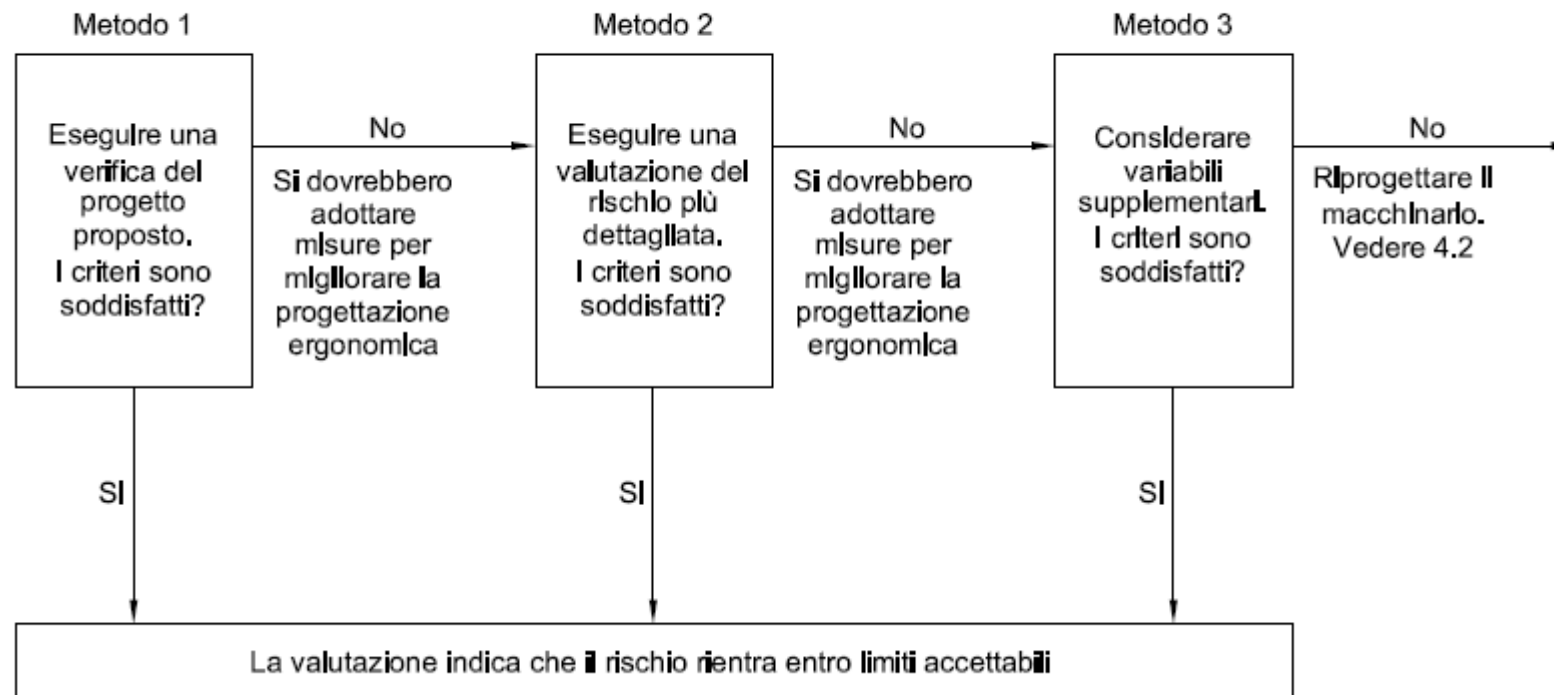 Metodo 1
Eseguire una
verifica del
progetto
proposto.
I criteri sono
soddisfatti?
No
Si dovrebbero
adottare
misure per
migliorare la
progettazione
ergonomica
SI
Metodo 2
Eseguire una
valutazione del
rischio più
dettagliata.
I criteri sono
soddisfatti?
No
Si dovrebbero
adottare
misure per
migliorare la
progettazione
ergonomica
SI
Metodo 3
Considerare
variabili
supplementari.
I criteri sono
soddisfatti?
No
Riprogettare il
macchinario.
Vedere 4.2
SI
La valutazione indica che il rischio rientra entro limiti accettabili